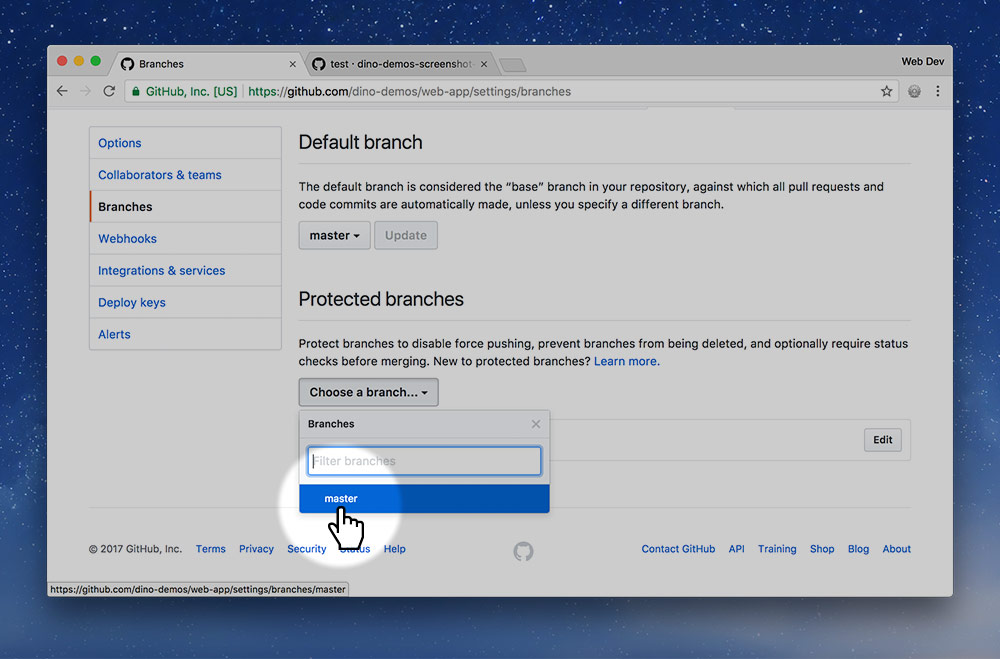 Branches
test · dino-demos-screenshot
Web Dev
GitHub, Inc. [US]
https://github.com/dino-demos/web-app/settings/branches
Options
Collaborators & teams
Branches
Webhooks
Integrations & services
Deploy keys
Alerts
Default branch
The default branch is considered the “base” branch in your repository, against which all pull requests and
code commits are automatically made, unless you specify a different branch.
master
Update
Protected branches
Protect branches to disable force pushing, prevent branches from being deleted, and optionally require status
checks before merging. New to protected branches? Learn more.
Choose a branch...
Branches
Filter branches
master
Edit
© 2017 GitHub, Inc. Terms Privacy Security Status Help
Contact GitHub API Training Shop Blog About
https://github.com/dino-demos/web-app/settings/branches/master